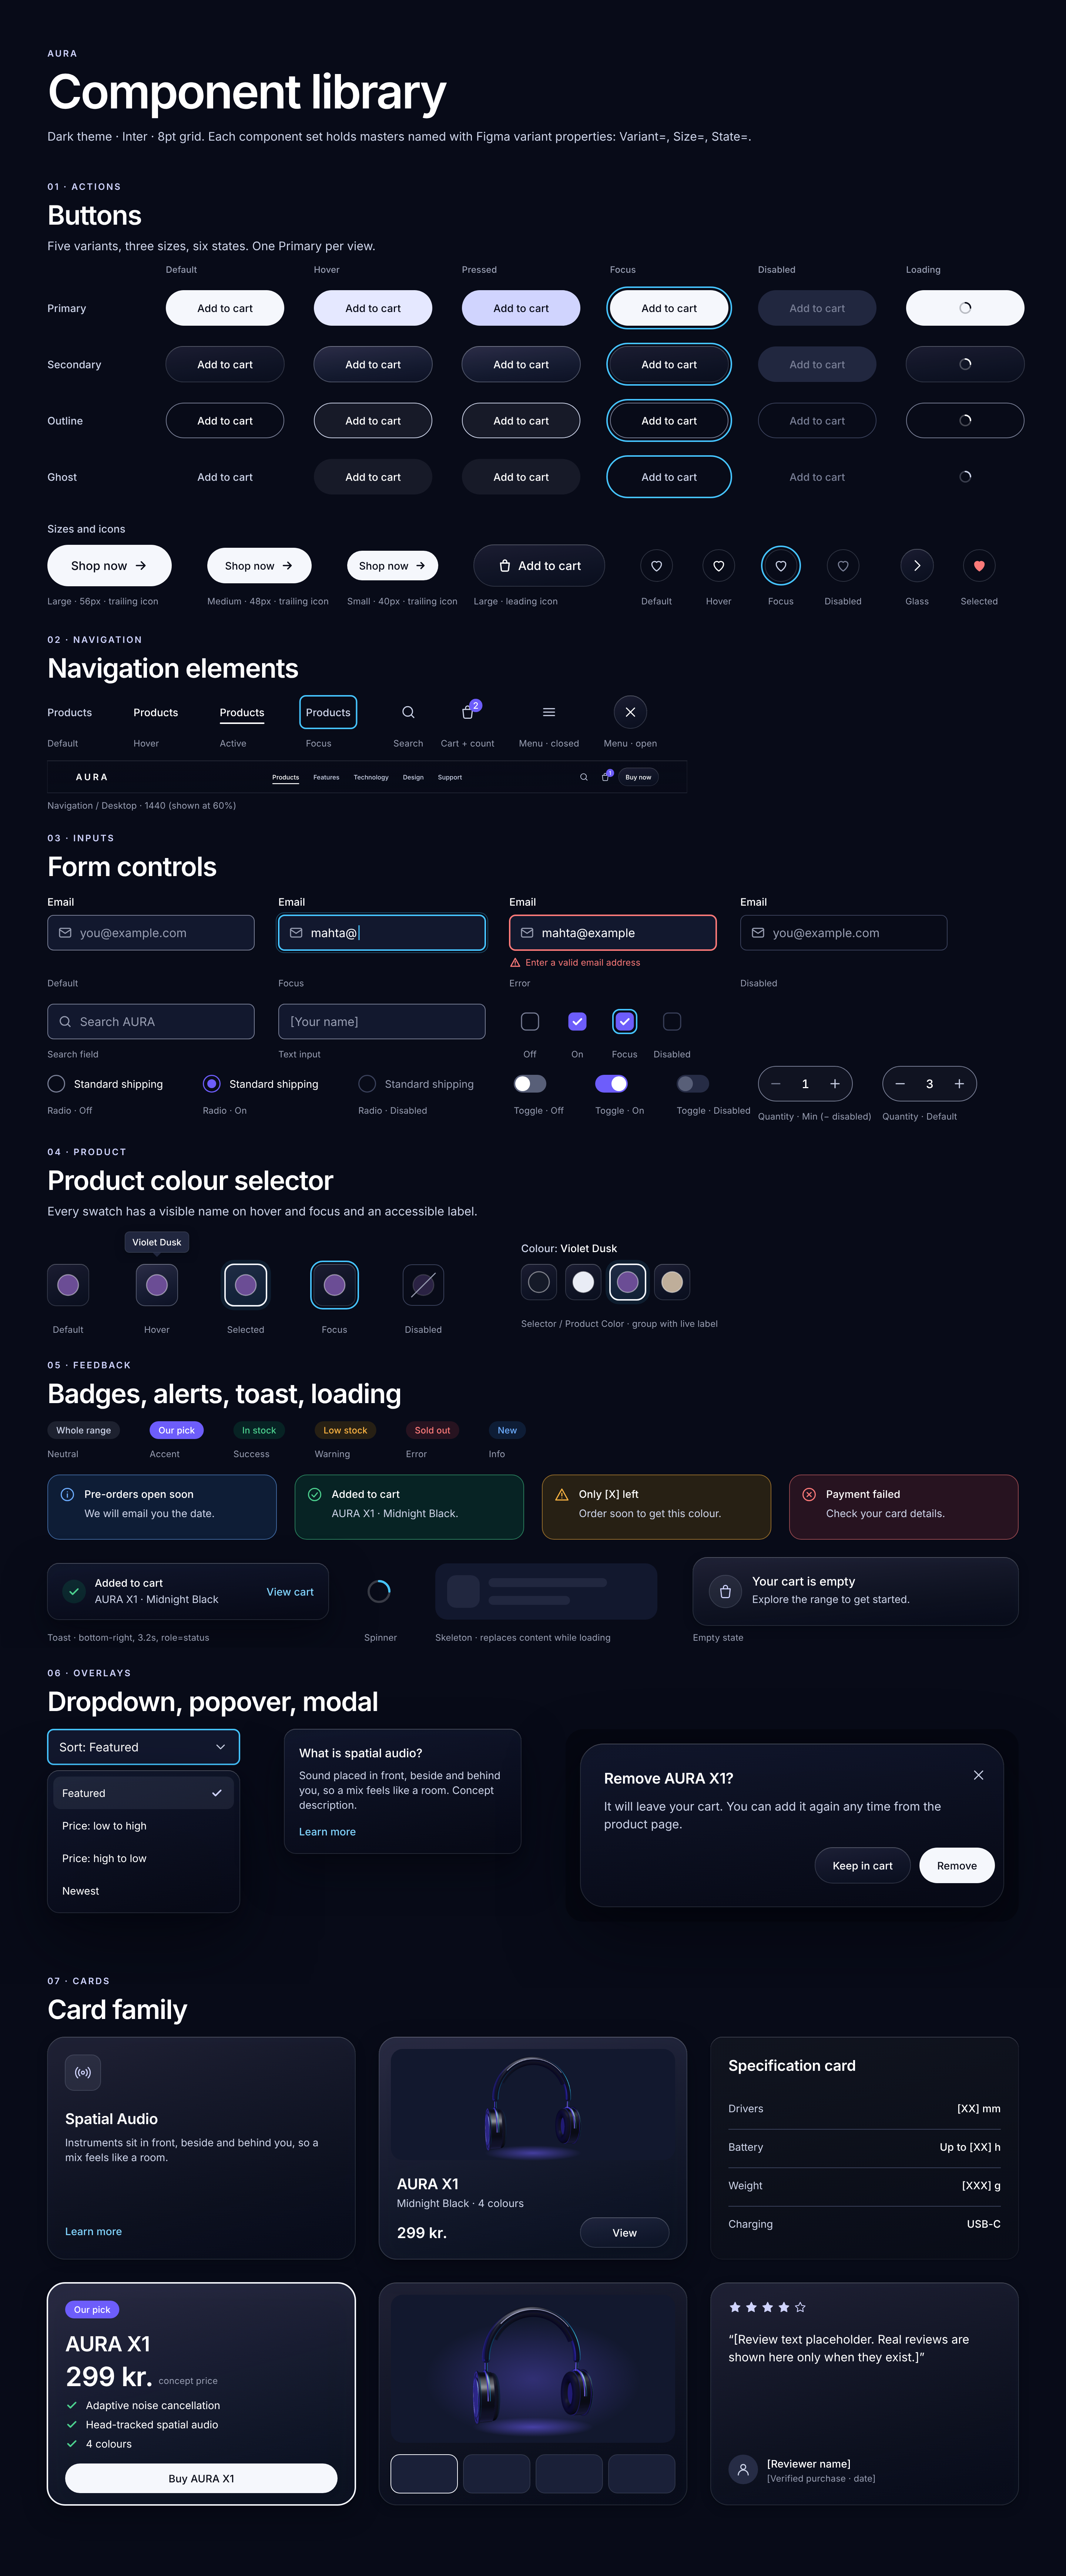 AURA
Component library
Dark theme · Inter · 8pt grid. Each component set holds masters named with Figma variant properties: Variant=, Size=, State=.
01 · ACTIONS
Buttons
Five variants, three sizes, six states. One Primary per view.
Default Hover Pressed Focus Disabled Loading
Primary Add to cart Add to cart Add to cart Add to cart Add to cart
Secondary Add to cart Add to cart Add to cart Add to cart Add to cart
Outline Add to cart Add to cart Add to cart Add to cart Add to cart
Ghost Add to cart Add to cart Add to cart Add to cart Add to cart
Sizes and icons
Shop now Shop now Shop now Add to cart
Large · 56px · trailing icon Medium · 48px · trailing icon Small · 40px · trailing icon Large · leading icon Default Hover Focus Disabled Glass Selected
02 · NAVIGATION
Navigation elements
Products Products Products Products 2
Default Hover Active Focus Search Cart + count Menu · closed Menu · open
AURA Products Features Technology Design Support 1 Buy now
Navigation / Desktop · 1440 (shown at 60%)
03 · INPUTS
Form controls
Email Email Email Email
you@example.com mahta@ mahta@example you@example.com
Enter a valid email address
Default Focus Error Disabled
Search AURA [Your name]
Search field Text input Off On Focus Disabled
Standard shipping Standard shipping Standard shipping 1 3
Radio · Off Radio · On Radio · Disabled Toggle · Off Toggle · On Toggle · Disabled Quantity · Min (− disabled) Quantity · Default
04 · PRODUCT
Product colour selector
Every swatch has a visible name on hover and focus and an accessible label.
Violet Dusk
Colour: Violet Dusk
Default Hover Selected Focus Disabled Selector / Product Color · group with live label
05 · FEEDBACK
Badges, alerts, toast, loading
Whole range Our pick In stock Low stock Sold out New
Neutral Accent Success Warning Error Info
Pre-orders open soon Added to cart Only [X] left Payment failed
We will email you the date. AURA X1 · Midnight Black. Order soon to get this colour. Check your card details.
Added to cart Your cart is empty
AURA X1 · Midnight Black View cart Explore the range to get started.
Toast · bottom-right, 3.2s, role=status Spinner Skeleton · replaces content while loading Empty state
06 · OVERLAYS
Dropdown, popover, modal
Sort: Featured
Featured
Price: low to high
Price: high to low
Newest
What is spatial audio?
Sound placed in front, beside and behind
you, so a mix feels like a room. Concept
description.
Learn more
Remove AURA X1?
It will leave your cart. You can add it again any time from the
product page.
Keep in cart Remove
07 · CARDS
Card family
Spatial Audio
Instruments sit in front, beside and behind you, so a
mix feels like a room.
Learn more
AURA X1
Midnight Black · 4 colours
299 kr. View
Specification card
Drivers [XX] mm
Battery Up to [XX] h
Weight [XXX] g
Charging USB-C
Our pick
AURA X1
299 kr. concept price
Adaptive noise cancellation
Head-tracked spatial audio
4 colours
Buy AURA X1
“[Review text placeholder. Real reviews are
shown here only when they exist.]”
[Reviewer name]
[Verified purchase · date]